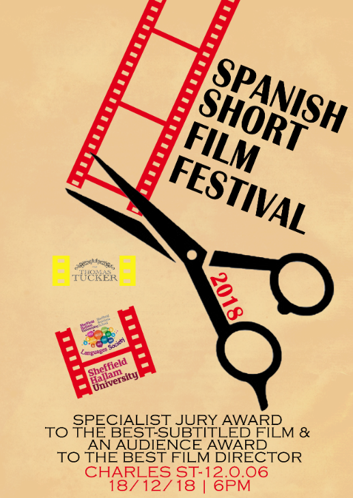 SPANISH
SHORT
FILM
FESTIVAL
2018
THOMAS
TUCKER
Languages Society
Sheffield
Hallam
University
SPECIALIST JURY AWARD
TO THE BEST-SUBTITLED FILM &
AN AUDIENCE AWARD
TO THE BEST FILM DIRECTOR
CHARLES ST-12.0.06
18/12/18 | 6PM